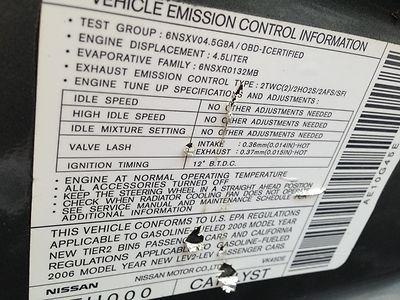 VEHICLE EMISSION CONTROL INFORMATION
• TEST GROUP : 6NSXV04.5G8A / OBD-I CERTIFIED
• ENGINE DISPLACEMENT : 4.5LITER
• EVAPORATIVE FAMILY : 6NSXR0132MB
• EXHAUST EMISSION CONTROL TYPE : 2TWC(2)/2HO2S/2AFS/SFI
• ENGINE TUNE UP SPECIFICATIONS AND ADJUSTMENTS :
IDLE SPEED NO OTHER ADJUSTMENTS NEEDED
HIGH IDLE SPEED NO OTHER ADJUSTMENTS NEEDED
IDLE MIXTURE SETTING NO OTHER ADJUSTMENTS NEEDED
VALVE LASH INTAKE : 0.36mm(0.014IN)-HOT
EXHAUST : 0.37mm(0.015IN)-HOT
IGNITION TIMING 12° B.T.D.C.
• ENGINE AT NORMAL OPERATING TEMPERATURE
• ALL ACCESSORIES TURNED OFF
• KEEP THE STEERING WHEEL IN A STRAIGHT AHEAD POSITION
• CHECK WHEN RADIATOR COOLING FAN DOES NOT OPERATE
• SEE SERVICE MANUAL AND MAINTENANCE SCHEDULE FOR
ADDITIONAL INFORMATION
THIS VEHICLE CONFORMS TO U.S. EPA REGULATIONS
APPLICABLE TO GASOLINE-FUELED 2006 MODEL YEAR
NEW TIER2 BIN5 PASSENGER CARS AND CALIFORNIA
REGULATIONS APPLICABLE TO GASOLINE-FUELED
2006 MODEL YEAR NEW LEV2-LEV PASSENGER
NISSAN MOTOR CO.,LTD. VK45DE
NISSAN CATALYST